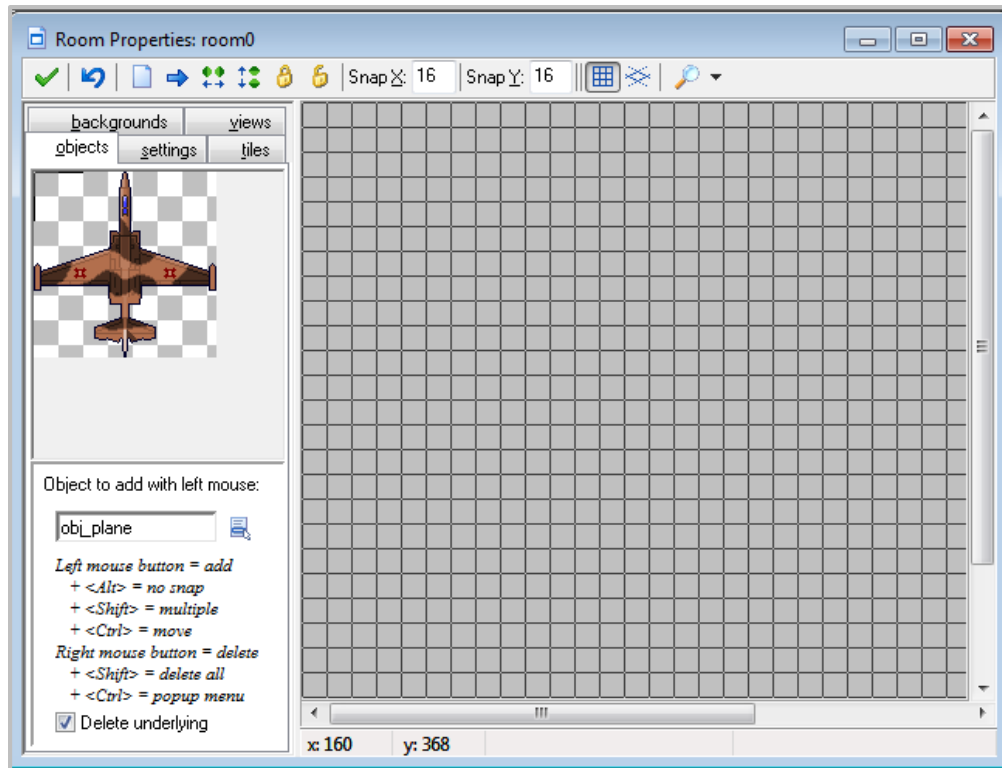 Room Properties: room0
Snap X: 16 Snap Y: 16
backgrounds views
objects settings tiles
Object to add with left mouse:
obj_plane
Left mouse button = add
+ <Alt> = no snap
+ <Shift> = multiple
+ <Ctrl> = move
Right mouse button = delete
+ <Shift> = delete all
+ <Ctrl> = popup menu
Delete underlying
x: 160 y: 368